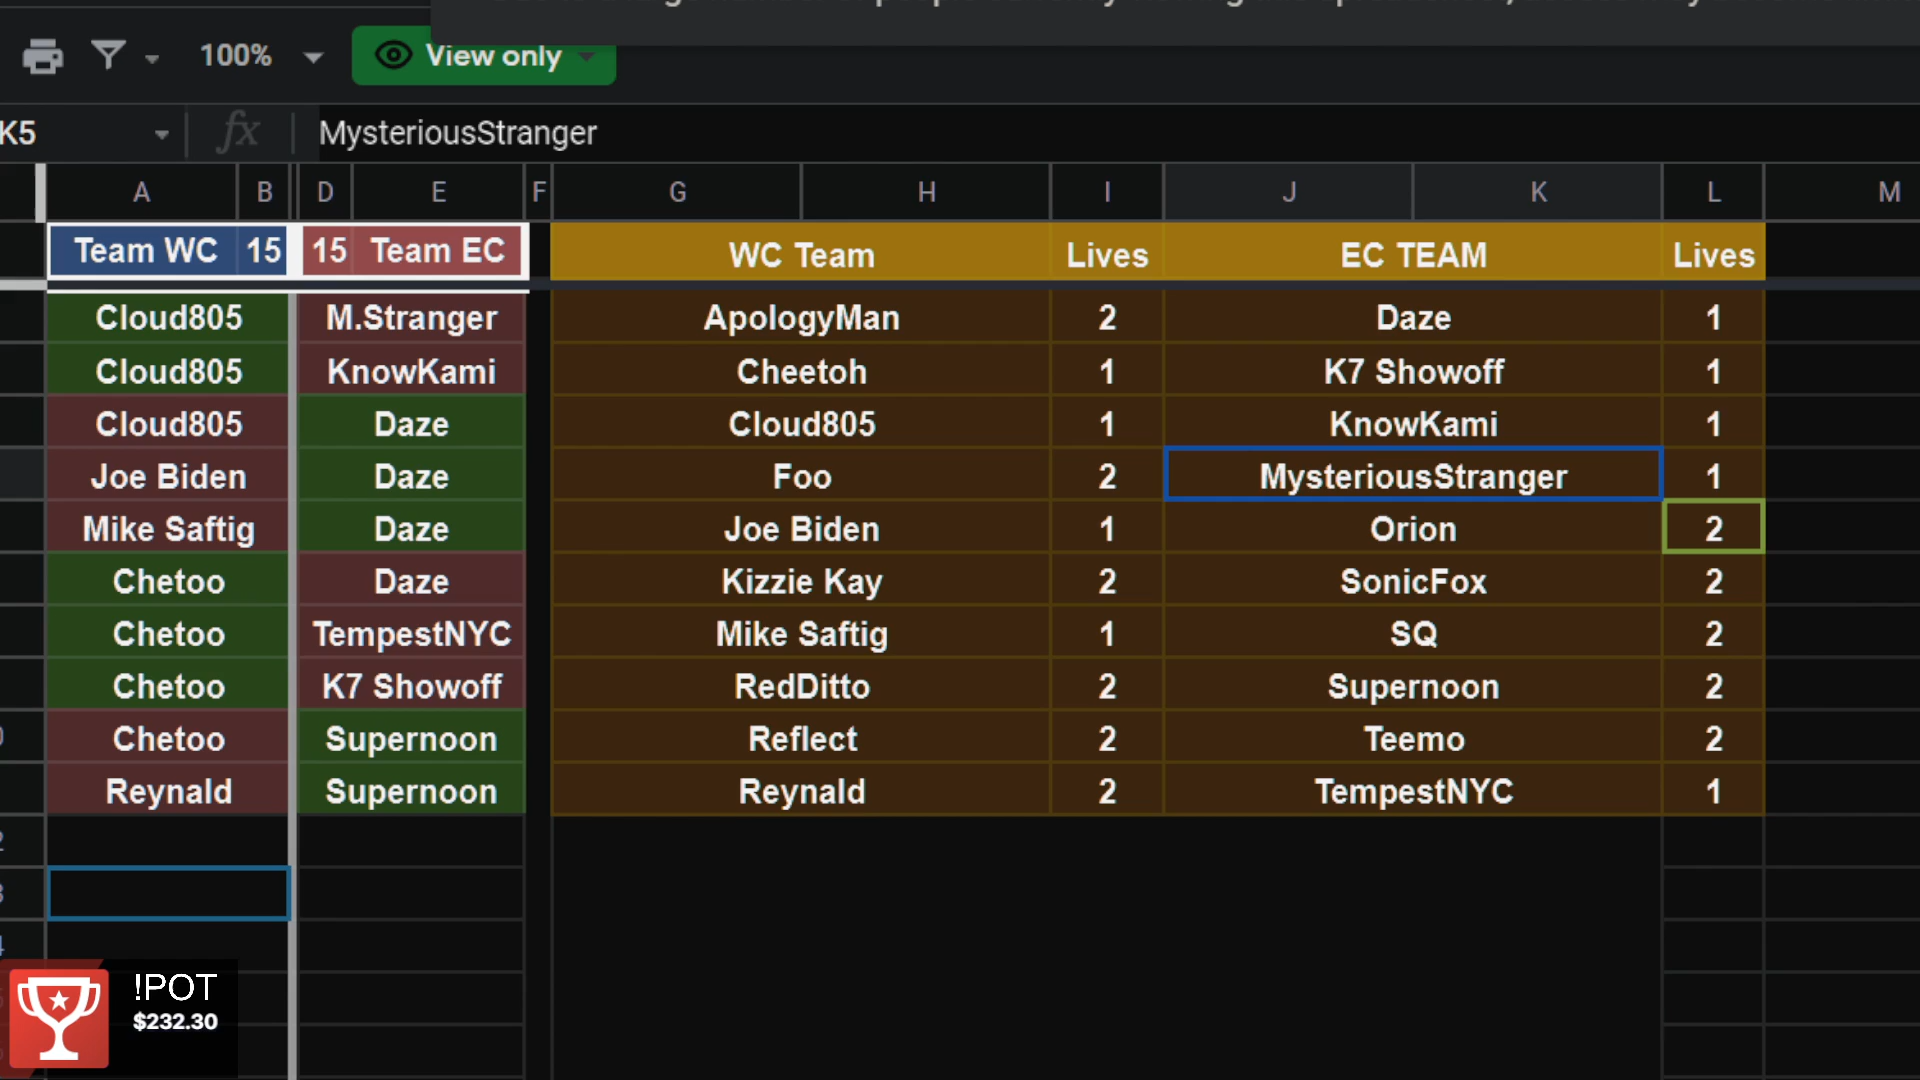 100% View only
K5 fx MysteriousStranger
A B D E F G H I J K L M
Team WC 15 15 Team EC WC Team Lives EC TEAM Lives
Cloud805 M.Stranger ApologyMan 2 Daze 1
Cloud805 KnowKami Cheetoh 1 K7 Showoff 1
Cloud805 Daze Cloud805 1 KnowKami 1
Joe Biden Daze Foo 2 MysteriousStranger 1
Mike Saftig Daze Joe Biden 1 Orion 2
Chetoo Daze Kizzie Kay 2 SonicFox 2
Chetoo TempestNYC Mike Saftig 1 SQ 2
Chetoo K7 Showoff RedDitto 2 Supernoon 2
Chetoo Supernoon Reflect 2 Teemo 2
Reynald Supernoon Reynald 2 TempestNYC 1
!POT
$232.30